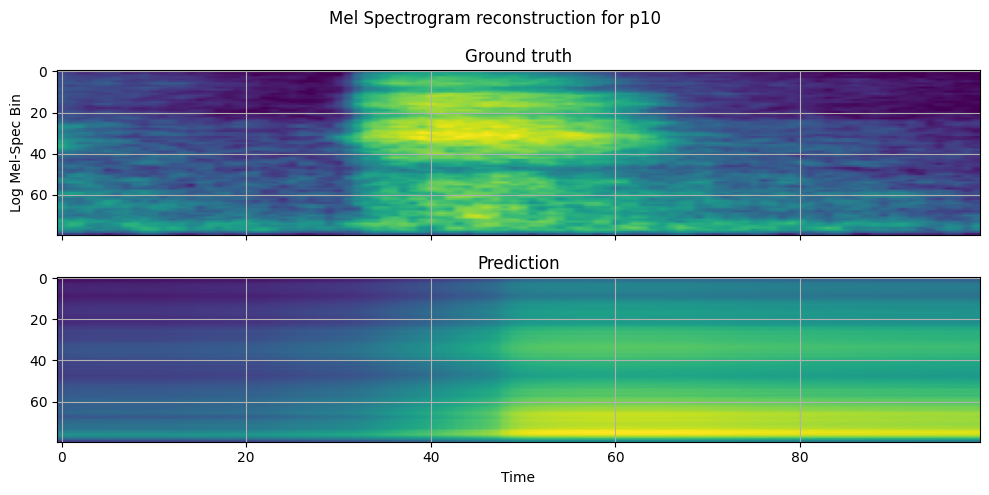 Mel Spectrogram reconstruction for p10
Ground truth
0
20
40
60
Log Mel-Spec Bin
Prediction
0
20
40
60
0 20 40 60 80
Time